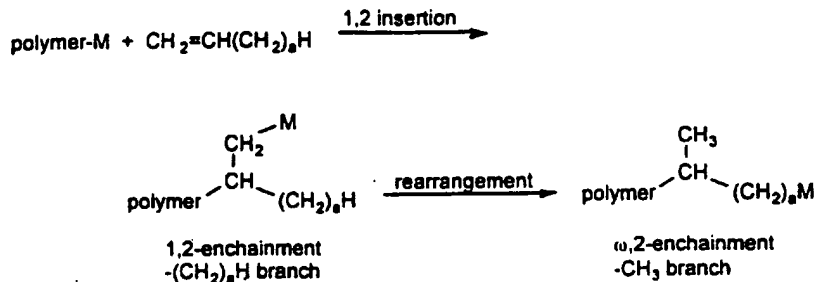 polymer-M + CH2=CH(CH2)aH 1,2 insertion
M
CH2
CH
polymer (CH2)aH
rearrangement
CH3
CH
polymer (CH2)aM
1,2-enchainment
-(CH2)aH branch
ω,2-enchainment
-CH3 branch